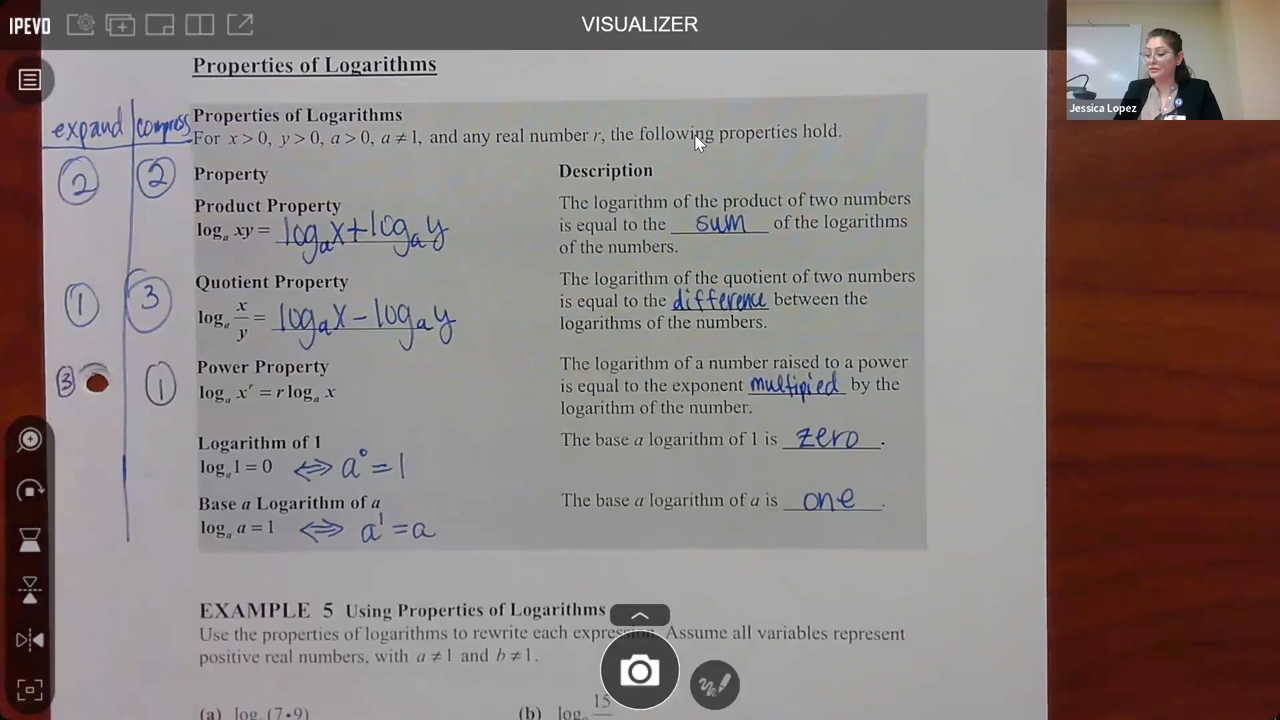 IPEVO
VISUALIZER
Jessica Lopez
Properties of Logarithms
expand compress
Properties of Logarithms
For x > 0, y > 0, a > 0, a ≠ 1, and any real number r, the following properties hold.
2 2
Property Description
Product Property
logₐ xy = logₐx + logₐy
The logarithm of the product of two numbers
is equal to the sum of the logarithms
of the numbers.
1 3
Quotient Property
logₐ x/y = logₐx − logₐy
The logarithm of the quotient of two numbers
is equal to the difference between the
logarithms of the numbers.
3 1
Power Property
logₐ xʳ = r logₐ x
The logarithm of a number raised to a power
is equal to the exponent multipied by the
logarithm of the number.
Logarithm of 1
logₐ 1 = 0 ⟺ a⁰ = 1
The base a logarithm of 1 is zero.
Base a Logarithm of a
logₐ a = 1 ⟺ a¹ = a
The base a logarithm of a is one.
EXAMPLE 5 Using Properties of Logarithms
Use the properties of logarithms to rewrite each expression. Assume all variables represent
positive real numbers, with a ≠ 1 and b ≠ 1.
(a) log (7•9) (b) log 15